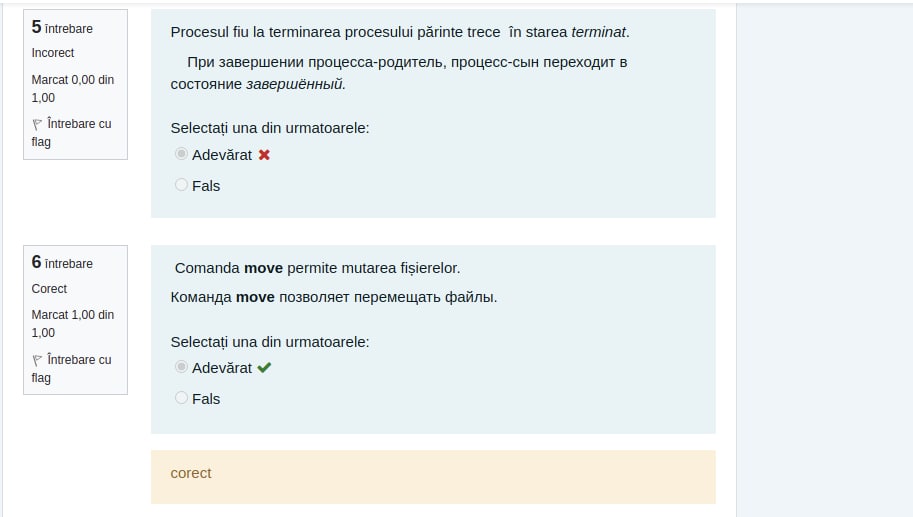 5 întrebare
Incorect
Marcat 0,00 din
1,00
Întrebare cu
flag
Procesul fiu la terminarea procesului părinte trece în starea terminat.
При завершении процесса-родитель, процесс-сын переходит в
состояние завершённый.
Selectați una din urmatoarele:
Adevărat
Fals
6 întrebare
Corect
Marcat 1,00 din
1,00
Întrebare cu
flag
Comanda move permite mutarea fișierelor.
Команда move позволяет перемещать файлы.
Selectați una din urmatoarele:
Adevărat
Fals
corect